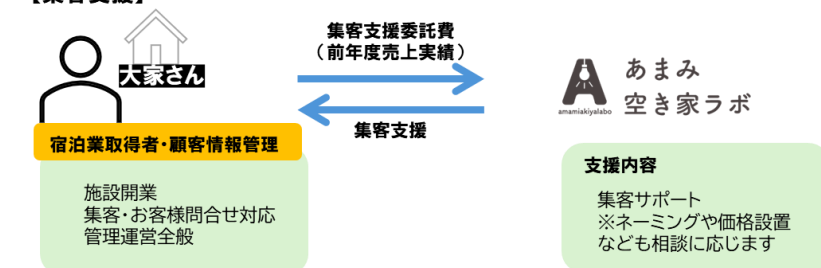 【集客支援】
大家さん
集客支援委託費
（前年度売上実績）
集客支援
amamiakiyalabo
あまみ
空き家ラボ
宿泊業取得者・顧客情報管理
施設開業
集客・お客様問合せ対応
管理運営全般
支援内容
集客サポート
※ネーミングや価格設置
なども相談に応じます